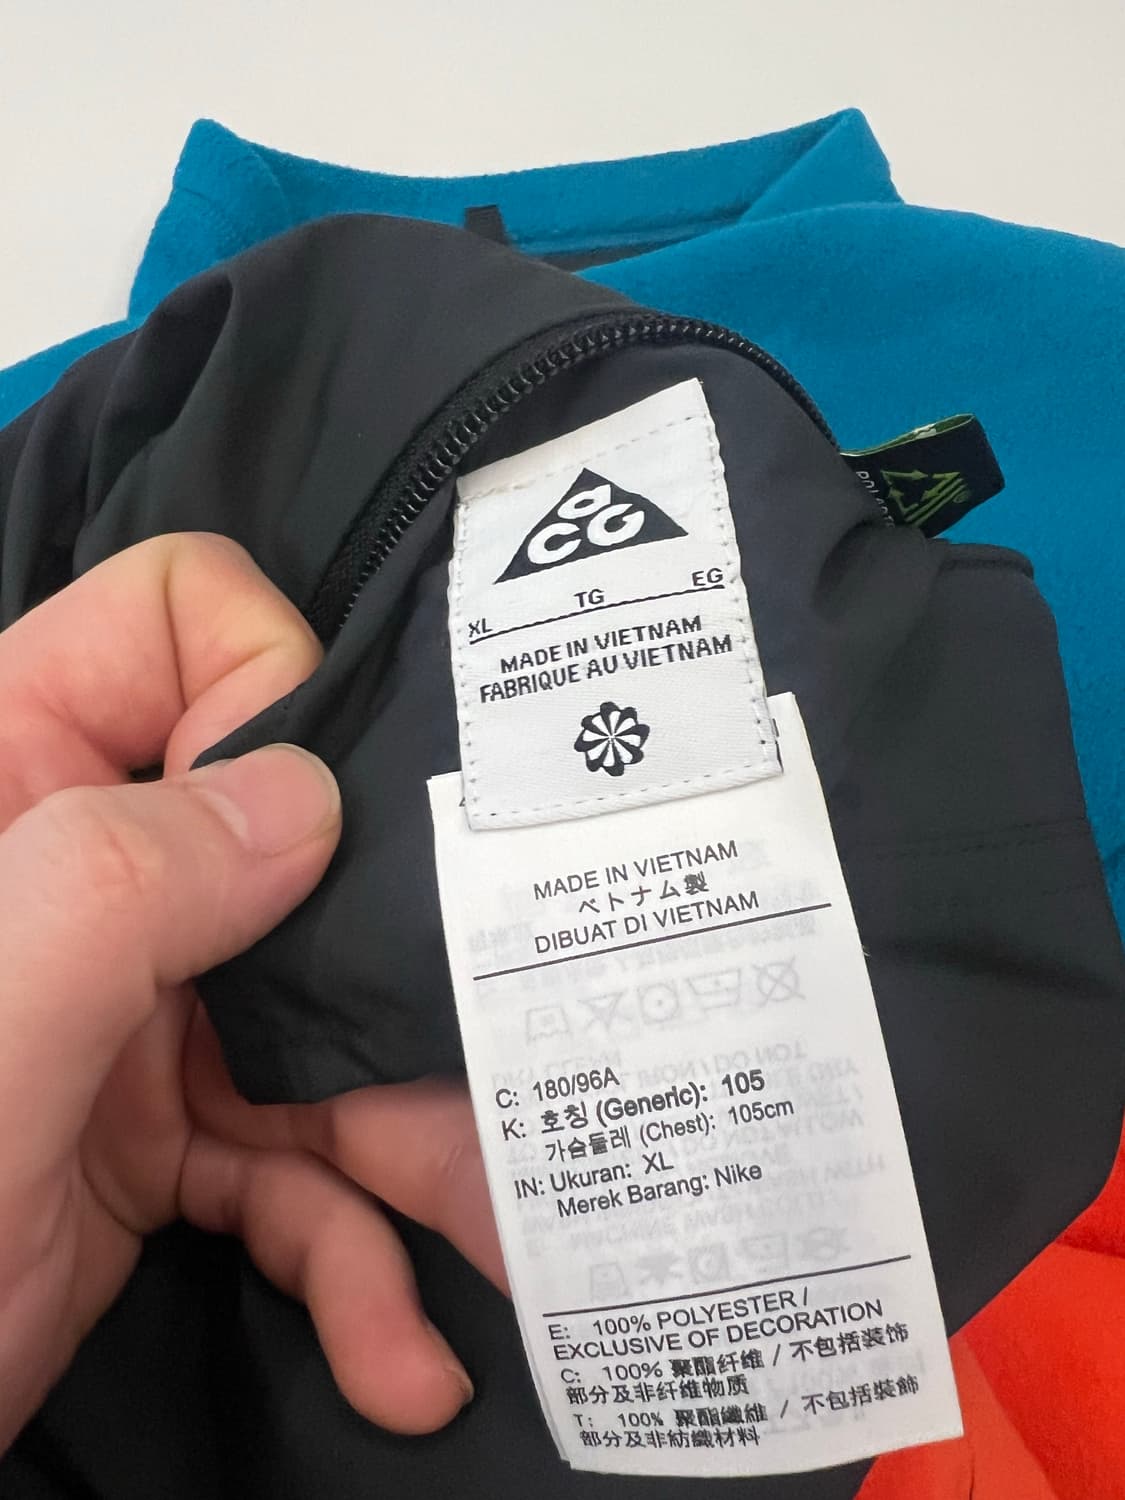 aCG
XL TG EG
MADE IN VIETNAM
FABRIQUE AU VIETNAM
MADE IN VIETNAM
ベトナム製
DIBUAT DI VIETNAM
C: 180/96A
K: 호칭 (Generic): 105
가슴둘레 (Chest): 105cm
IN: Ukuran: XL
Merek Barang: Nike
E: 100% POLYESTER /
EXCLUSIVE OF DECORATION
C: 100% 聚酯纤维 / 不包括装饰
部分及非纤维物质
T: 100% 聚酯纖維 / 不包括裝飾
部分及非紡織材料